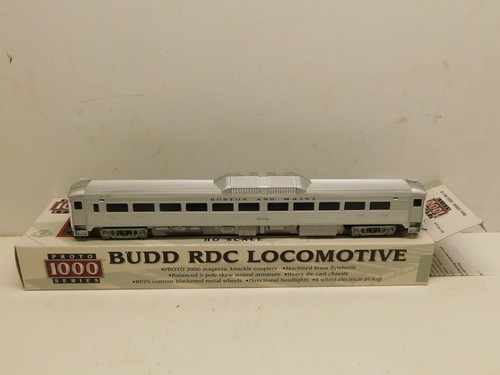 BOSTON AND MAINE
HO SCALE
PROTO
1000
SERIES
BUDD RDC LOCOMOTIVE
•PROTO 2000 magnetic knuckle couplers •Machined brass flywheels
•Balanced 5-pole skew wound armature •Heavy die cast chassis
•RP25 contour blackened metal wheels •Directional headlights •8 wheel electrical pickup
1000